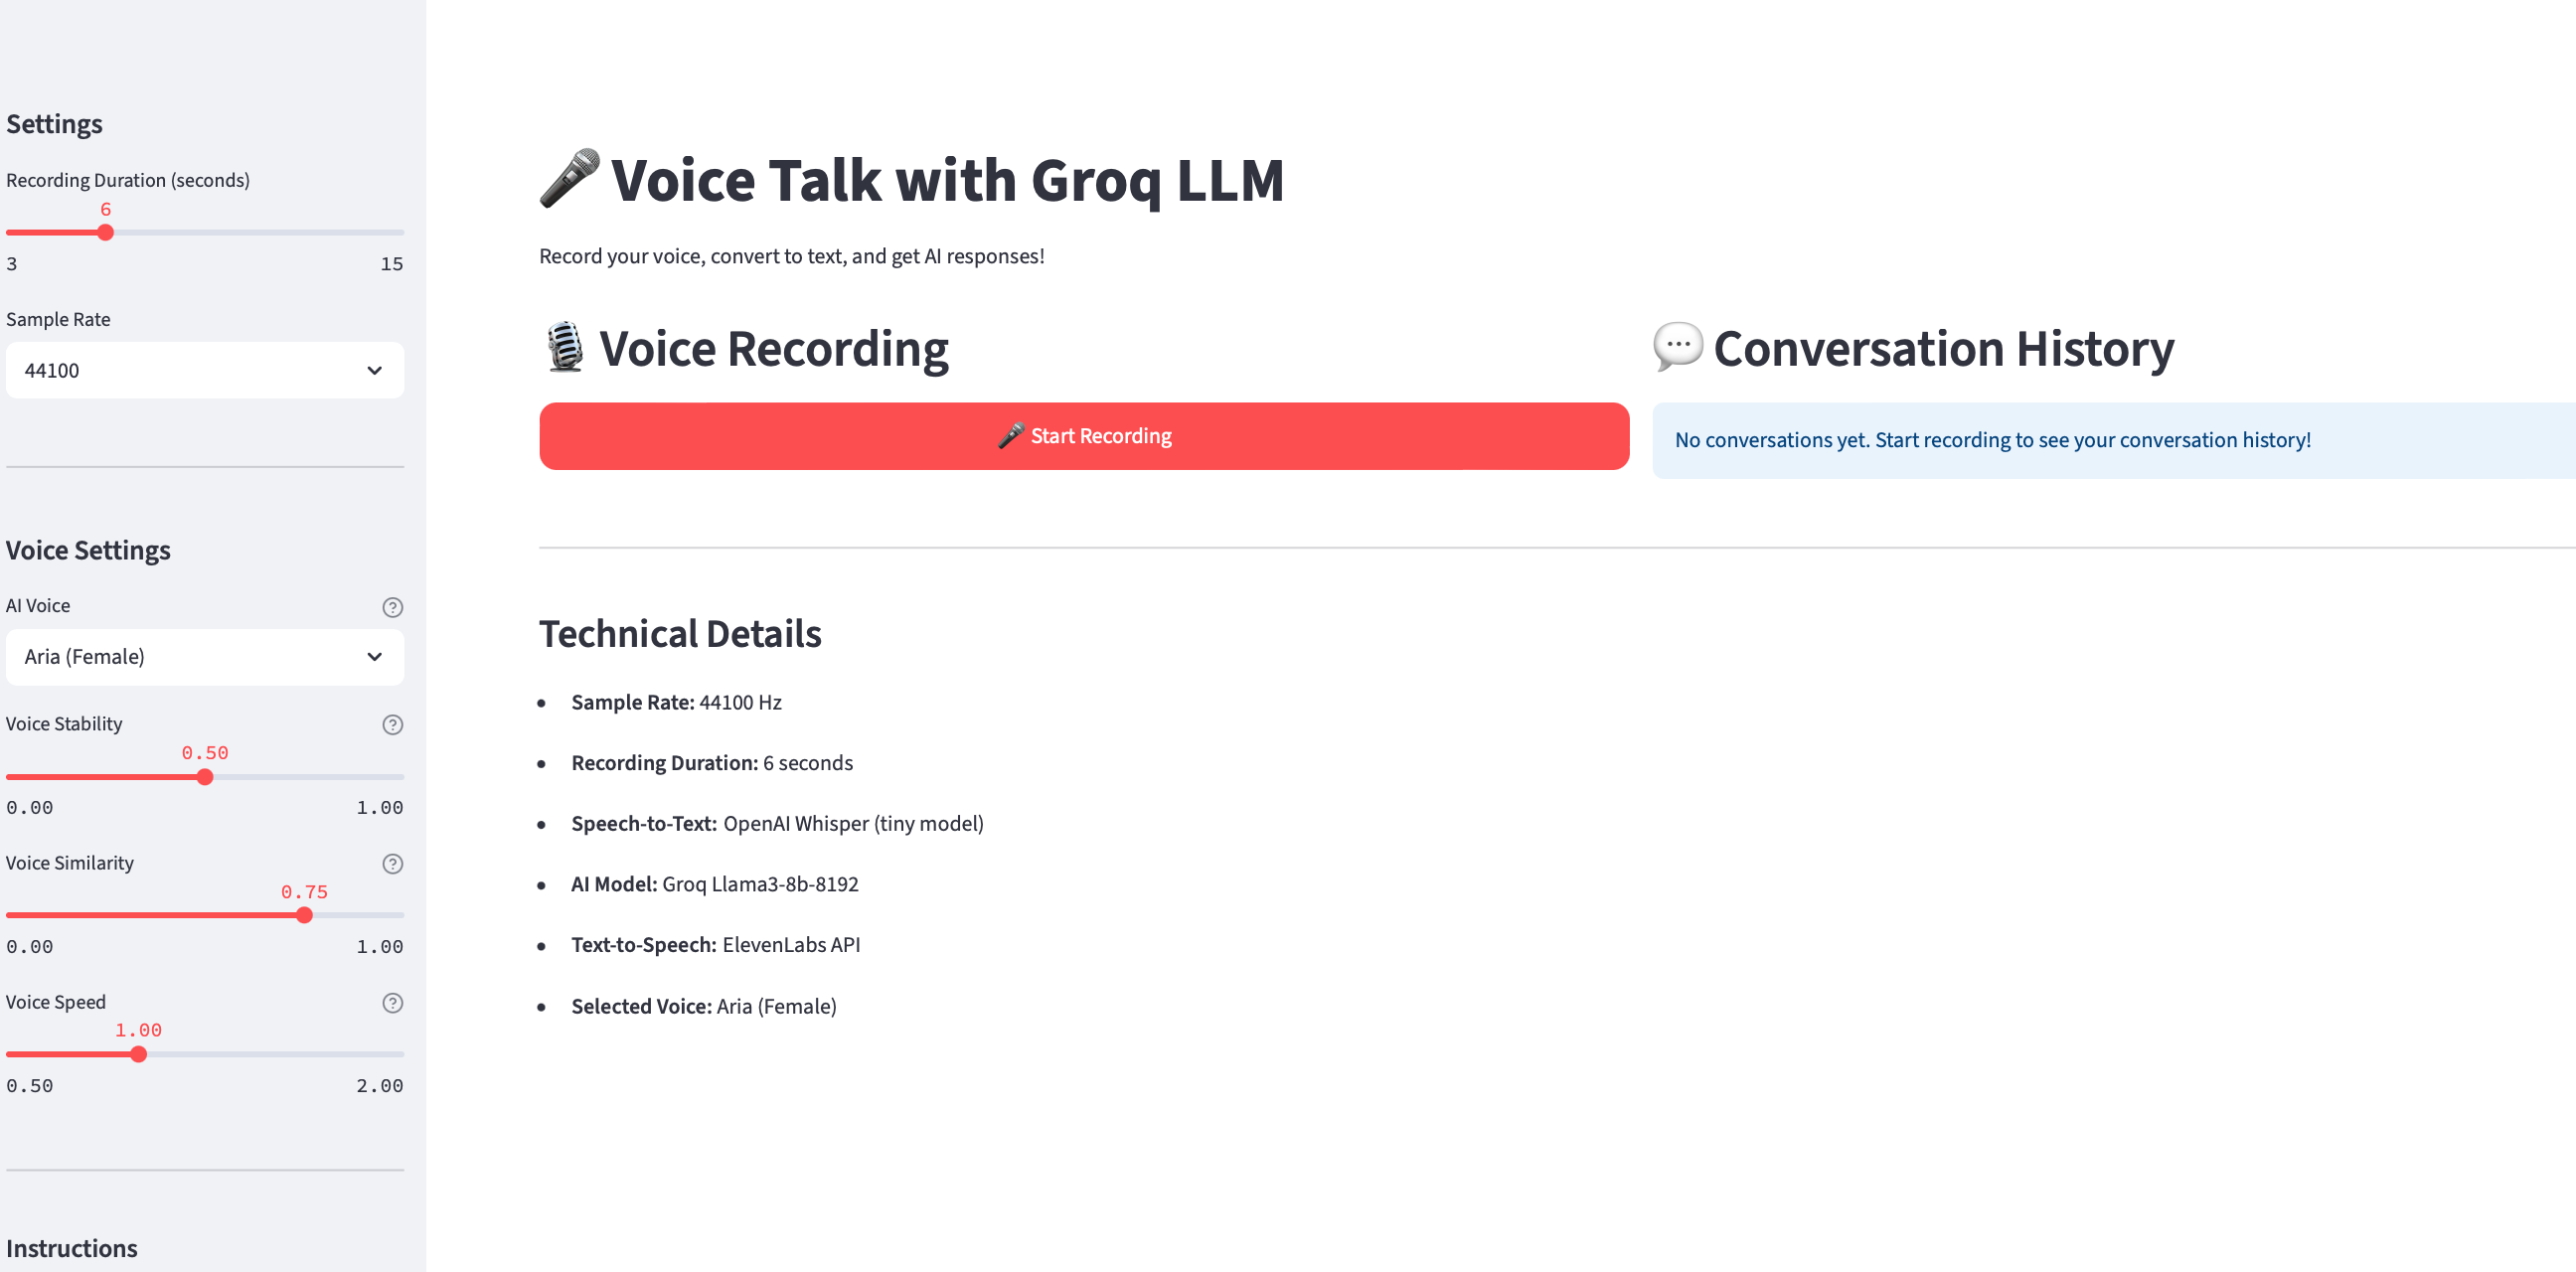 Settings
Recording Duration (seconds)
6
3 15
Sample Rate
44100
Voice Settings
AI Voice
Aria (Female)
Voice Stability
0.50
0.00 1.00
Voice Similarity
0.75
0.00 1.00
Voice Speed
1.00
0.50 2.00
Instructions
🎤 Voice Talk with Groq LLM
Record your voice, convert to text, and get AI responses!
🎙️ Voice Recording
🎤 Start Recording
💬 Conversation History
No conversations yet. Start recording to see your conversation history!
Technical Details
• Sample Rate: 44100 Hz
• Recording Duration: 6 seconds
• Speech-to-Text: OpenAI Whisper (tiny model)
• AI Model: Groq Llama3-8b-8192
• Text-to-Speech: ElevenLabs API
• Selected Voice: Aria (Female)